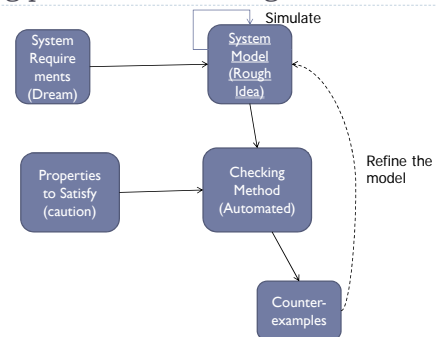 Simulate
System
Require
ments
(Dream)
System
Model
(Rough
Idea)
Properties
to Satisfy
(caution)
Checking
Method
(Automated)
Refine the
model
Counter-
examples